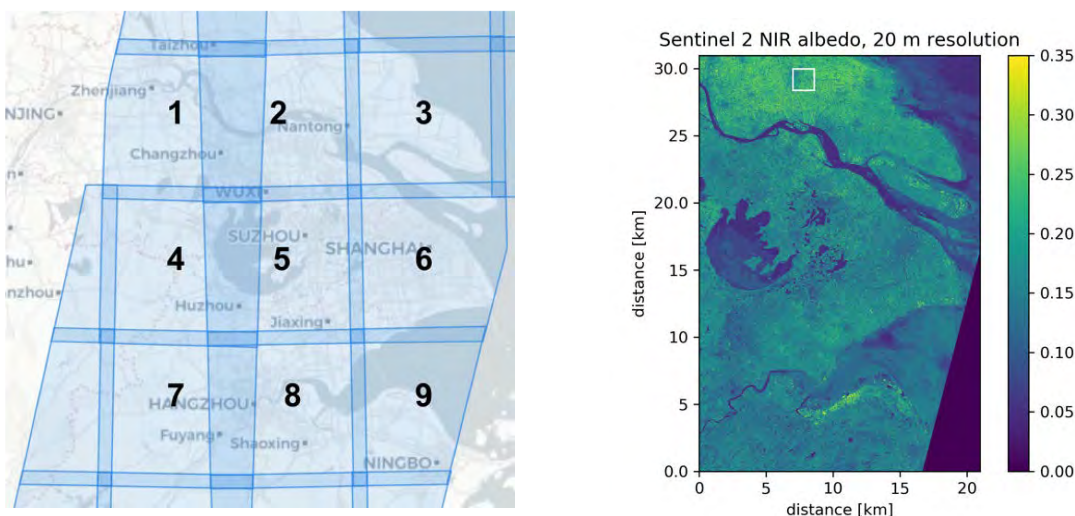 Taizhou
Zhenjiang
NJING
1
2
3
Nantong
Changzhou
WUXI
SUZHOU
SHANGHAI
4
5
6
hu
nzhou
Huzhou
Jiaxing
7
8
9
HANGZHOU
Fuyang
Shaoxing
NINGBO
Sentinel 2 NIR albedo, 20 m resolution
30.0
25
20.0
15
10
5
0.0
distance [km]
0
5
10
15
20
distance [km]
0.35
0.30
0.25
0.20
0.15
0.10
0.05
0.00